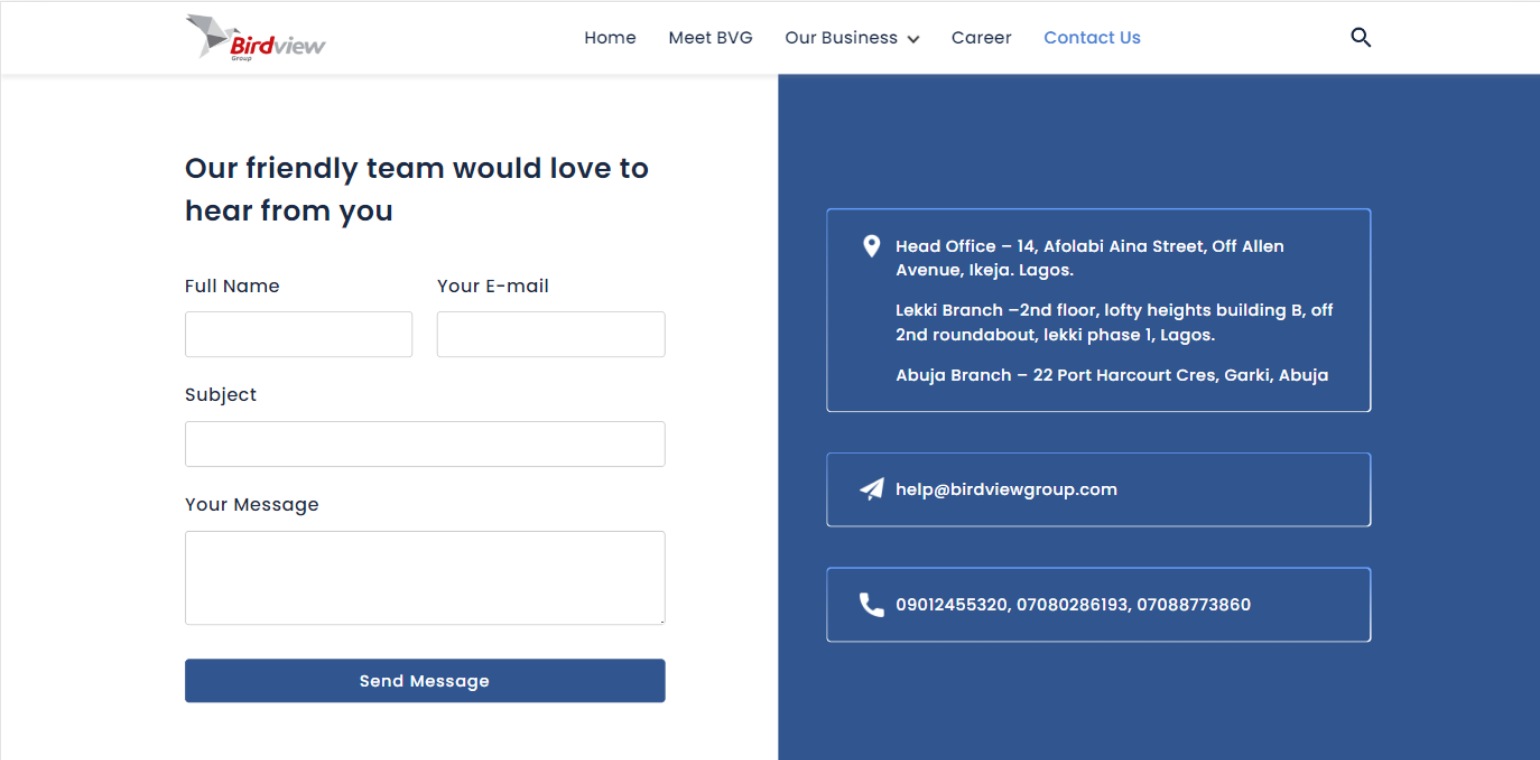 Birdview
Group
Home Meet BVG Our Business Career Contact Us
Our friendly team would love to
hear from you
Full Name Your E-mail
Subject
Your Message
Send Message
Head Office – 14, Afolabi Aina Street, Off Allen
Avenue, Ikeja. Lagos.
Lekki Branch –2nd floor, lofty heights building B, off
2nd roundabout, lekki phase 1, Lagos.
Abuja Branch – 22 Port Harcourt Cres, Garki, Abuja
help@birdviewgroup.com
09012455320, 07080286193, 07088773860